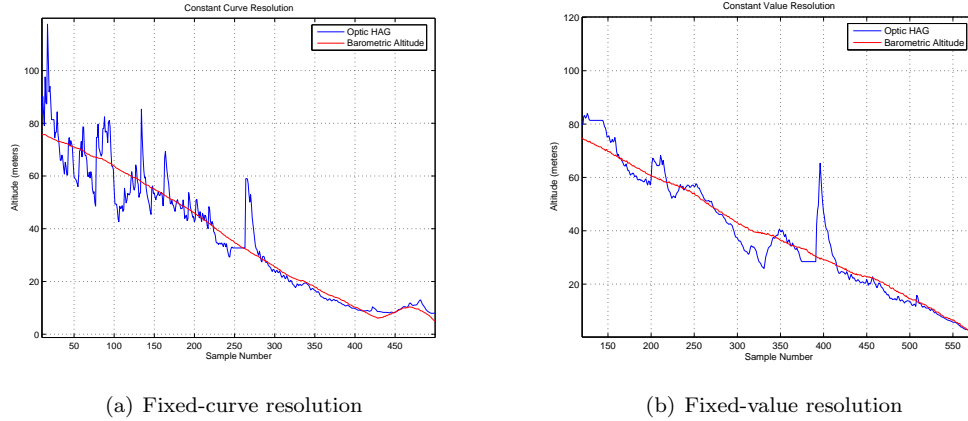 Constant Curve Resolution
Optic HAG
Barometric Altitude
Altitude (meters)
100
80
60
40
20
0
50 100 150 200 250 300 350 400 450
Sample Number
(a) Fixed-curve resolution
Constant Value Resolution
Optic HAG
Barometric Altitude
Altitude (meters)
120
100
80
60
40
20
150 200 250 300 350 400 450 500 550
Sample Number
(b) Fixed-value resolution